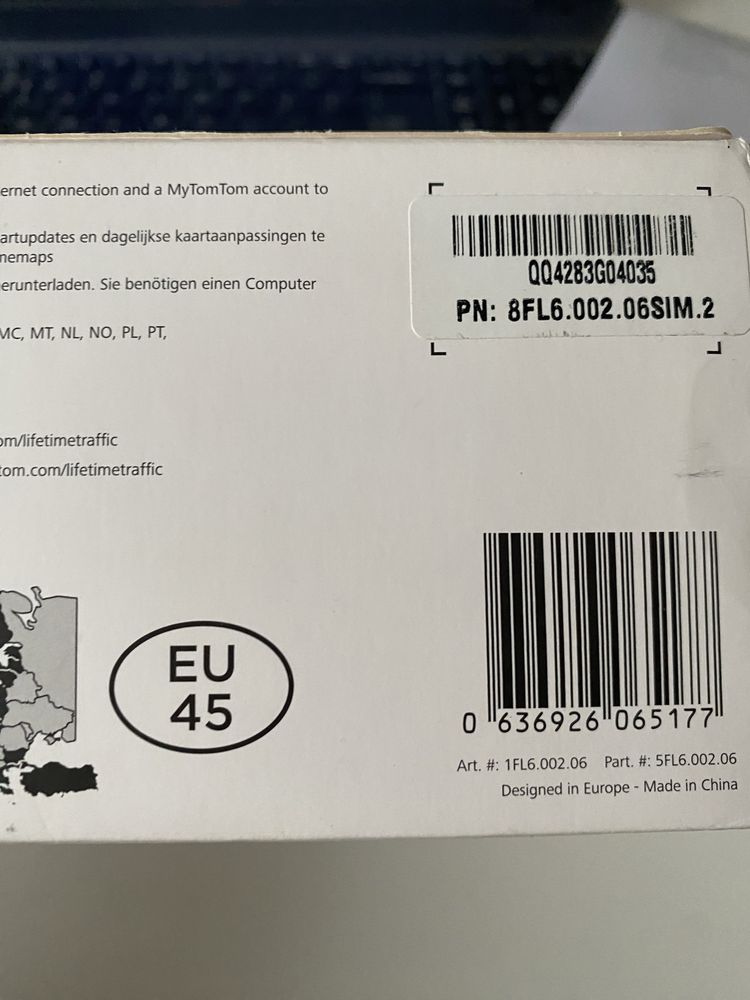 ernet connection and a MyTomTom account to
artupdates en dagelijkse kaartaanpassingen te
nemaps
erunterladen. Sie benötigen einen Computer
MC, MT, NL, NO, PL, PT,
om/lifetimetraffic
tom.com/lifetimetraffic
QQ4283G04035
PN: 8FL6.002.06SIM.2
EU
45
0 636926 065177
Art. #: 1FL6.002.06 Part. #: 5FL6.002.06
Designed in Europe - Made in China